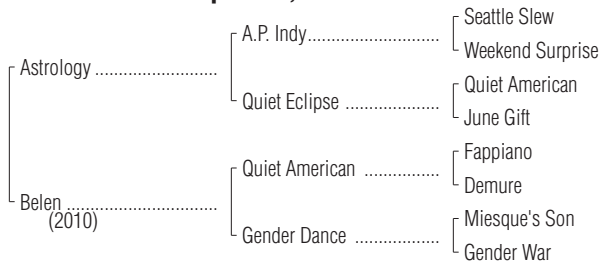 Seattle Slew
A.P. Indy
Weekend Surprise
Astrology
Quiet American
Quiet Eclipse
June Gift
Fappiano
Quiet American
Demure
Belen
(2010)
Miesque's Son
Gender Dance
Gender War